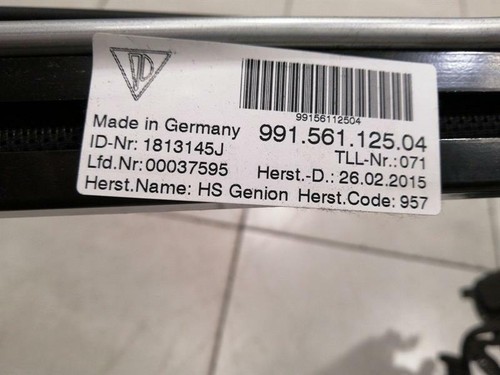 99156112504
Made in Germany 991.561.125.04
ID-Nr: 1813145J TLL-Nr.: 071
Lfd.Nr: 00037595 Herst.-D.: 26.02.2015
Herst.Name: HS Genion Herst.Code: 957